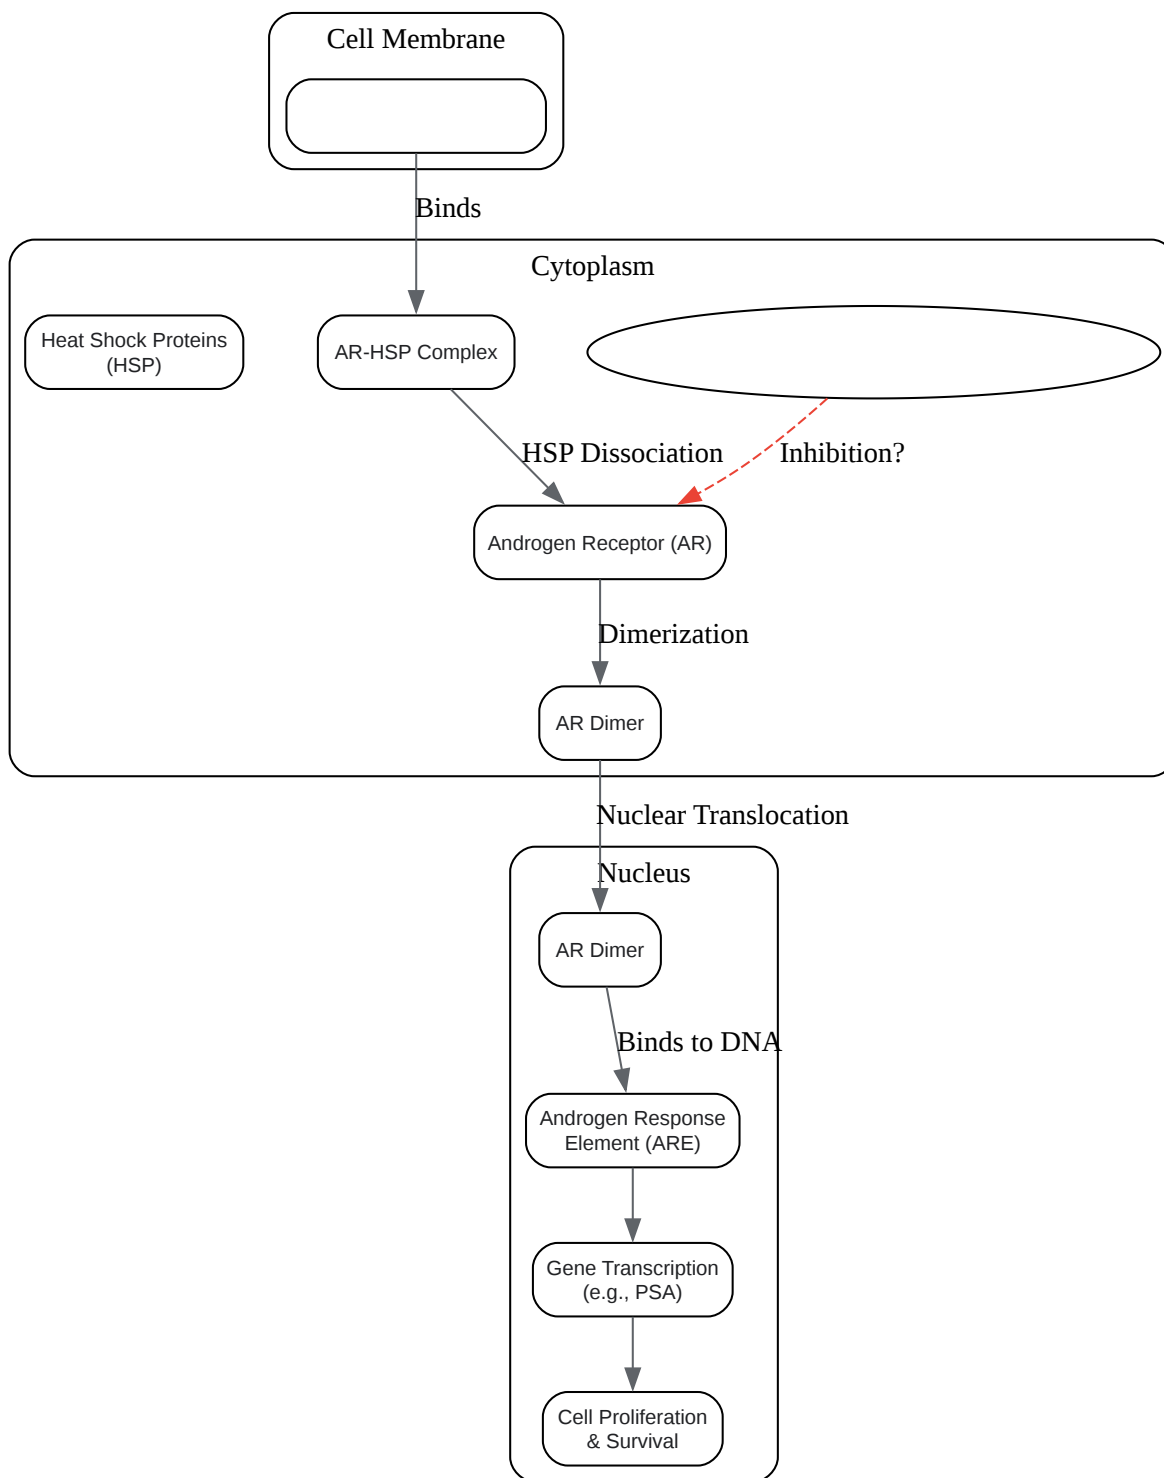 Cell Membrane
Binds
Cytoplasm
Heat Shock Proteins
(HSP)
AR-HSP Complex
HSP Dissociation
Inhibition?
Androgen Receptor (AR)
Dimerization
AR Dimer
Nuclear Translocation
Nucleus
AR Dimer
Binds to DNA
Androgen Response
Element (ARE)
Gene Transcription
(e.g., PSA)
Cell Proliferation
& Survival